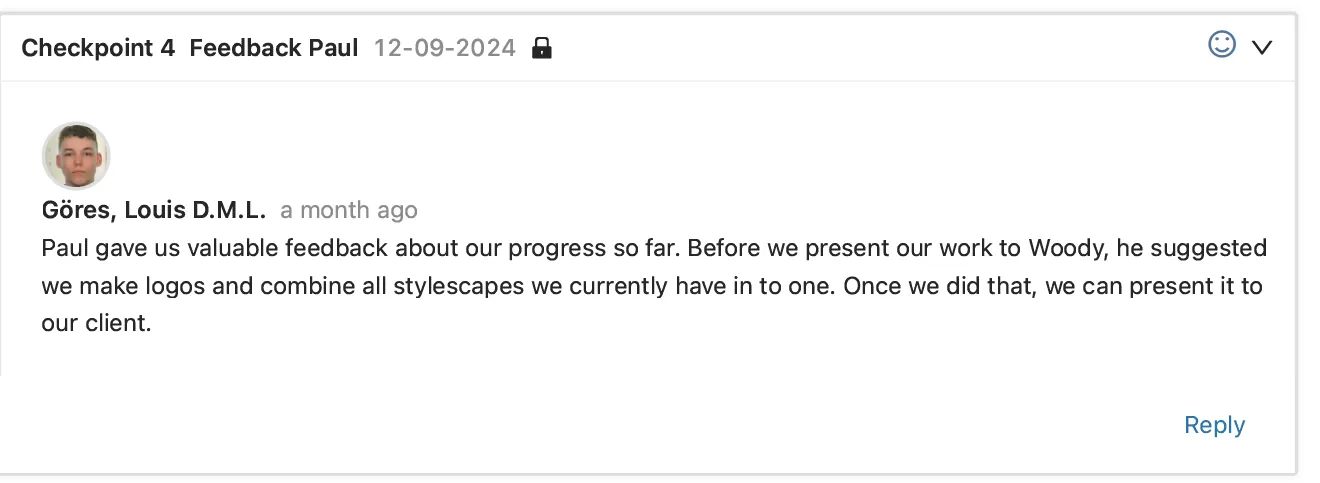 Checkpoint 4 Feedback Paul 12-09-2024
Göres, Louis D.M.L. a month ago
Paul gave us valuable feedback about our progress so far. Before we present our work to Woody, he suggested
we make logos and combine all stylescapes we currently have in to one. Once we did that, we can present it to
our client.
Reply